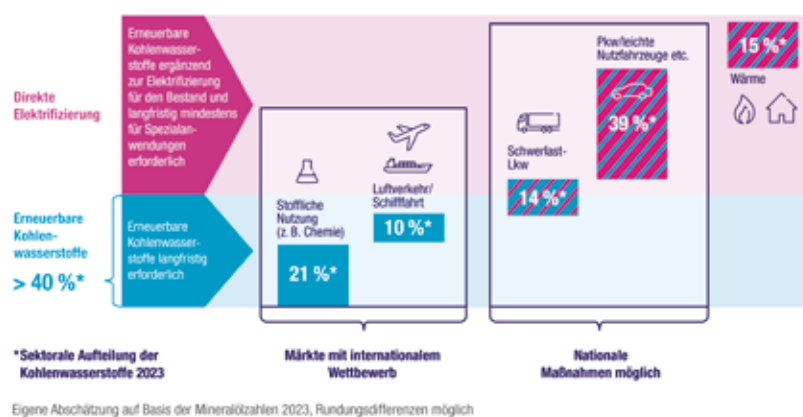 Direkte
Elektrifizierung
Erneuerbare
Kohlenwasser-
stoffe ergänzend
zur Elektrifizierung
für den Bestand und
langfristig mindestens
für Spezialan-
wendungen
erforderlich
Erneuerbare
Kohlen-
wasserstoffe
> 40 %*
Erneuerbare
Kohlenwasser-
stoffe langfristig
erforderlich
Stoffliche
Nutzung
(z. B. Chemie)
21 %*
Luftverkehr/
Schifffahrt
10 %*
Schwerlast-
Lkw
14 %*
Pkw/leichte
Nutzfahrzeuge etc.
39 %*
15 %*
Wärme
*Sektorale Aufteilung der
Kohlenwasserstoffe 2023
Märkte mit internationalem
Wettbewerb
Nationale
Maßnahmen möglich
Eigene Abschätzung auf Basis der Mineralölzahlen 2023, Rundungsdifferenzen möglich